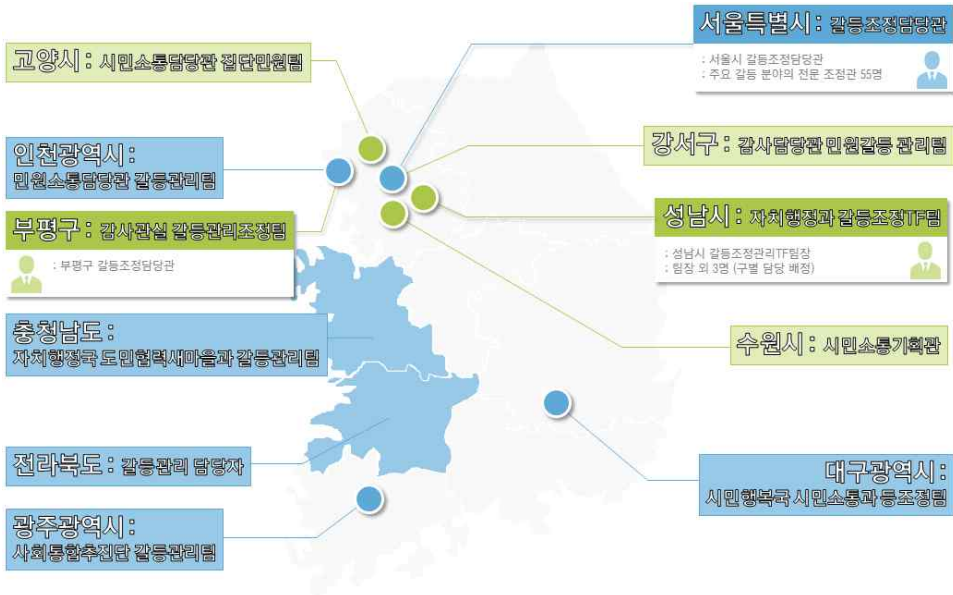 고양시 : 시민소통담당관 집단민원팀
인천광역시 :
민원소통담당관 갈등관리팀
부평구 : 감사관실 갈등관리조정팀
: 부평구 갈등조정담당관
충청남도 :
자치행정국 도민협력새마을과 갈등관리팀
전라북도 : 갈등관리 담당자
광주광역시 :
사회통합추진단 갈등관리팀
서울특별시 : 갈등조정담당관
: 서울시 갈등조정담당관
: 주요 갈등 분야의 전문 조정관 55명
강서구 : 감사담당관 민원갈등 관리팀
성남시 : 자치행정과 갈등조정TF팀
: 성남시 갈등조정관리TF팀장
: 팀장 외 3명 (구별 담당 배정)
수원시 : 시민소통기획관
대구광역시 :
시민행복국 시민소통과 등조정팀